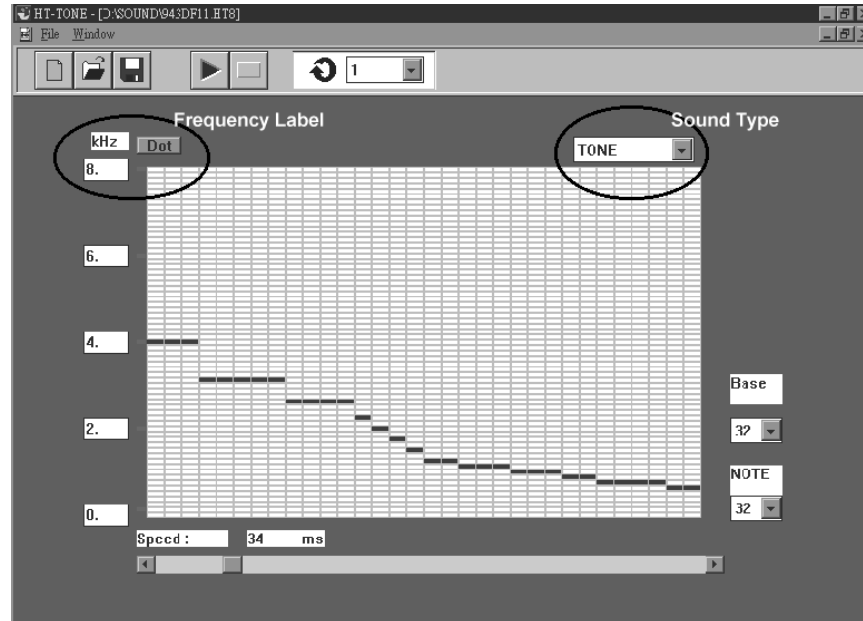 HT-TONE - [D:\SOUND\943DF11.HT8]
File Window
1
Frequency Label
Sound Type
kHz
Dot
TONE
8.
6.
4.
Base
2.
32
NOTE
0.
32
Speed: 34 ms